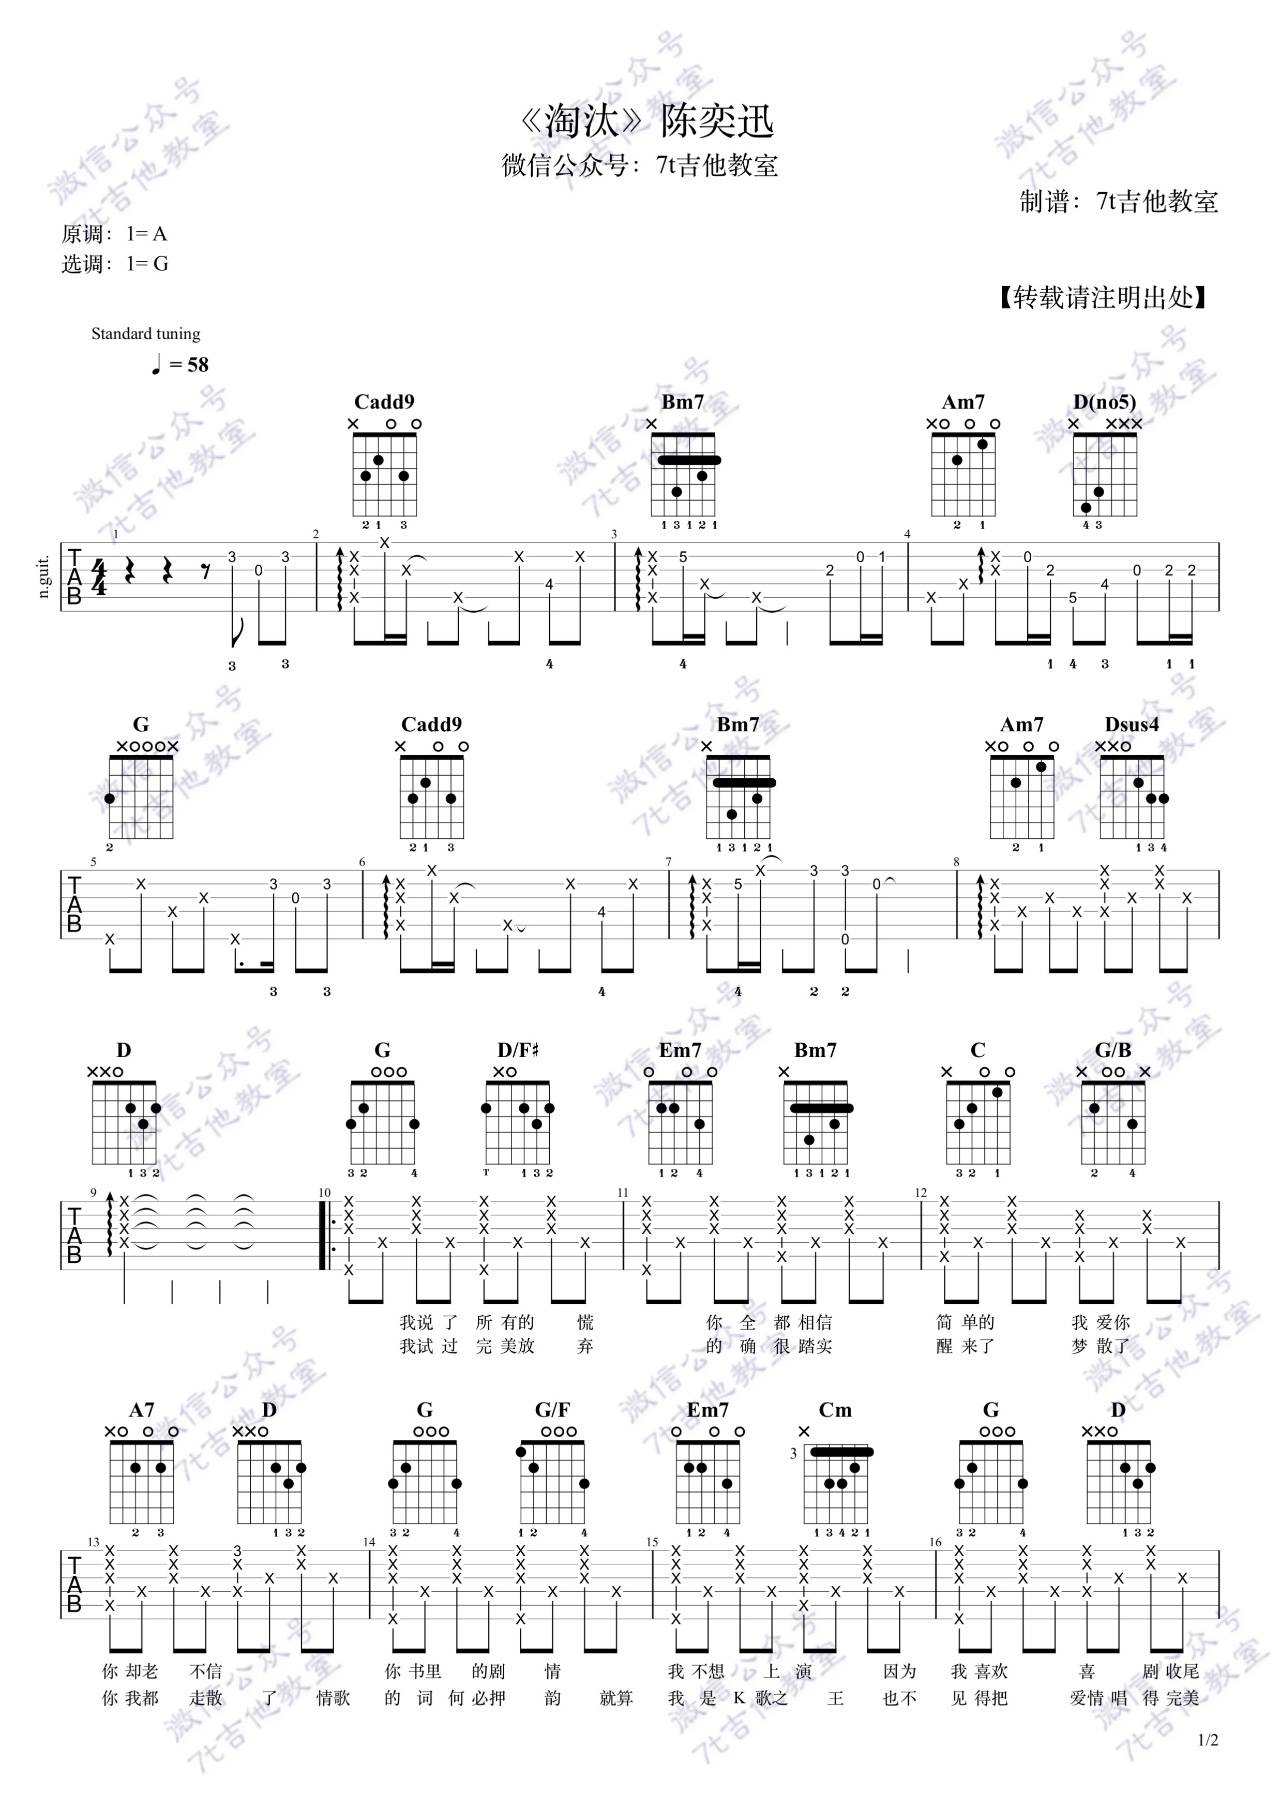 《淘汰》陈奕迅
微信公众号：7t吉他教室
制谱：7t吉他教室
原调：1= A
选调：1= G
【转载请注明出处】
Standard tuning
♩ = 58
Cadd9 Bm7 Am7 D(no5)
n.guit.
G Cadd9 Bm7 Am7 Dsus4
D G D/F♯ Em7 Bm7 C G/B
我说了 所有的 慌 你 全 都 相信 简 单的 我 爱你
我试过 完美放 弃 的 确 很踏实 醒 来了 梦 散了
A7 D G G/F Em7 Cm G D
你 却老 不信 你 书里 的剧 情 我 不想 上 演 因为 我 喜欢 喜 剧 收尾
你 我都 走散 了 情歌 的 词 何 必押 韵 就算 我 是 K 歌之 王 也不 见 得把 爱情 唱 得 完美
1/2
微信公众号
7t吉他教室